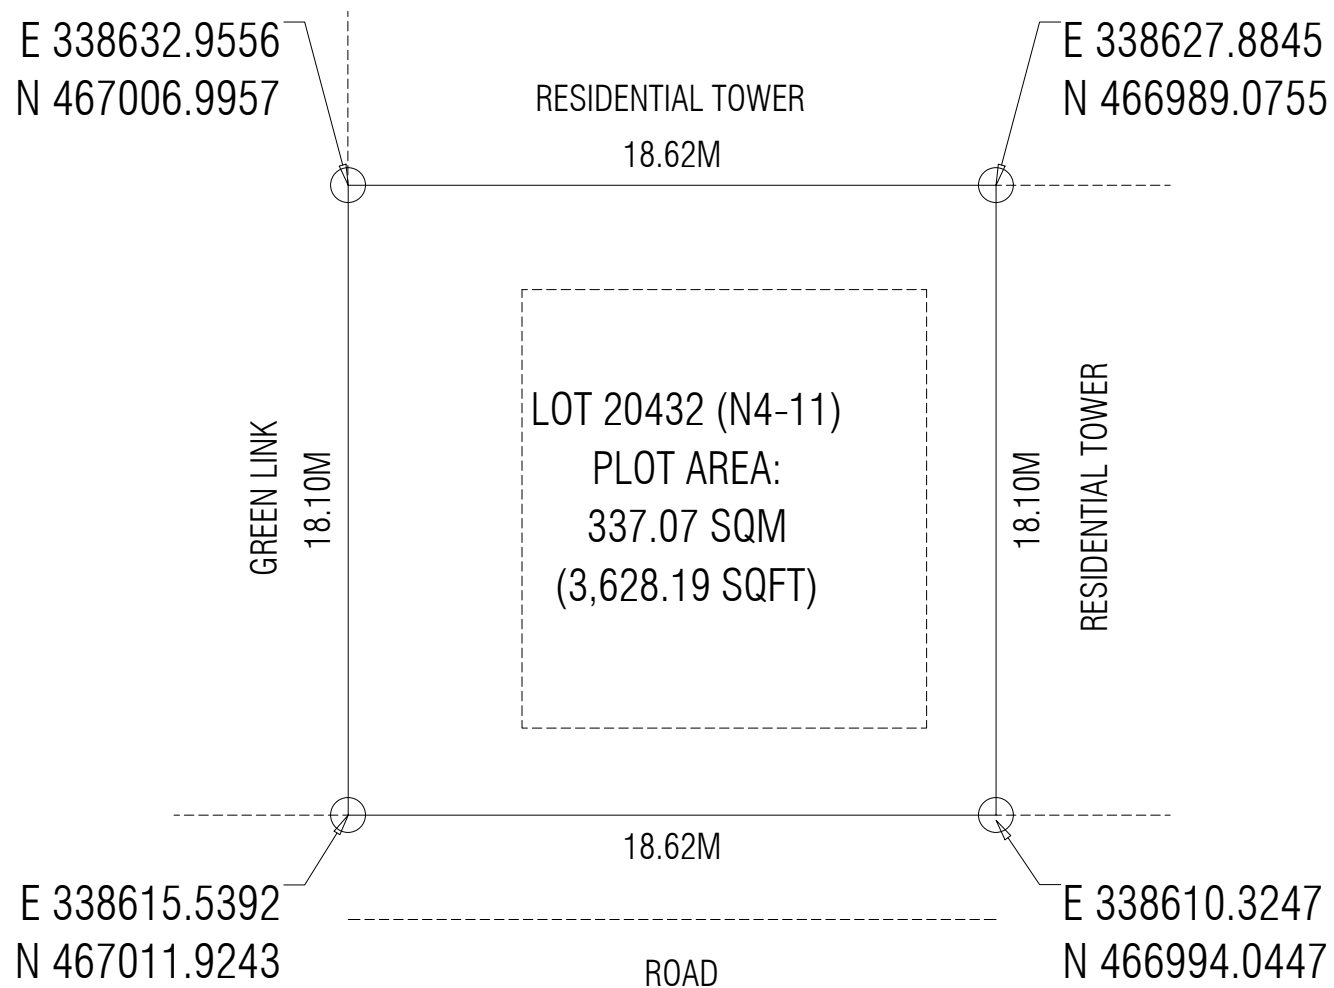 E 338632.9556
N 467006.9957
E 338627.8845
N 466989.0755
RESIDENTIAL TOWER
18.62M
GREEN LINK
18.10M
LOT 20432 (N4-11)
PLOT AREA:
337.07 SQM
(3,628.19 SQFT)
18.10M
RESIDENTIAL TOWER
18.62M
E 338615.5392
N 467011.9243
E 338610.3247
N 466994.0447
ROAD